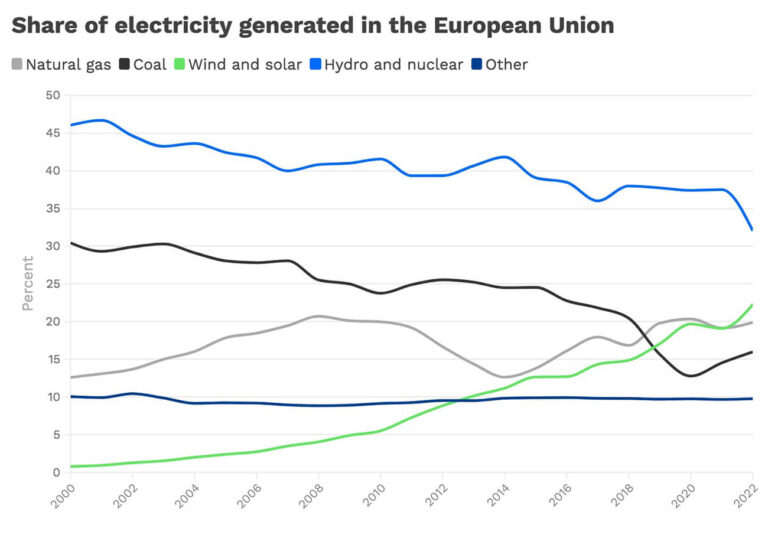 Share of electricity generated in the European Union
Natural gas Coal Wind and solar Hydro and nuclear Other
50
45
40
35
30
25
20
15
10
5
0
Percent
2000 2002 2004 2006 2008 2010 2012 2014 2016 2018 2020 2022